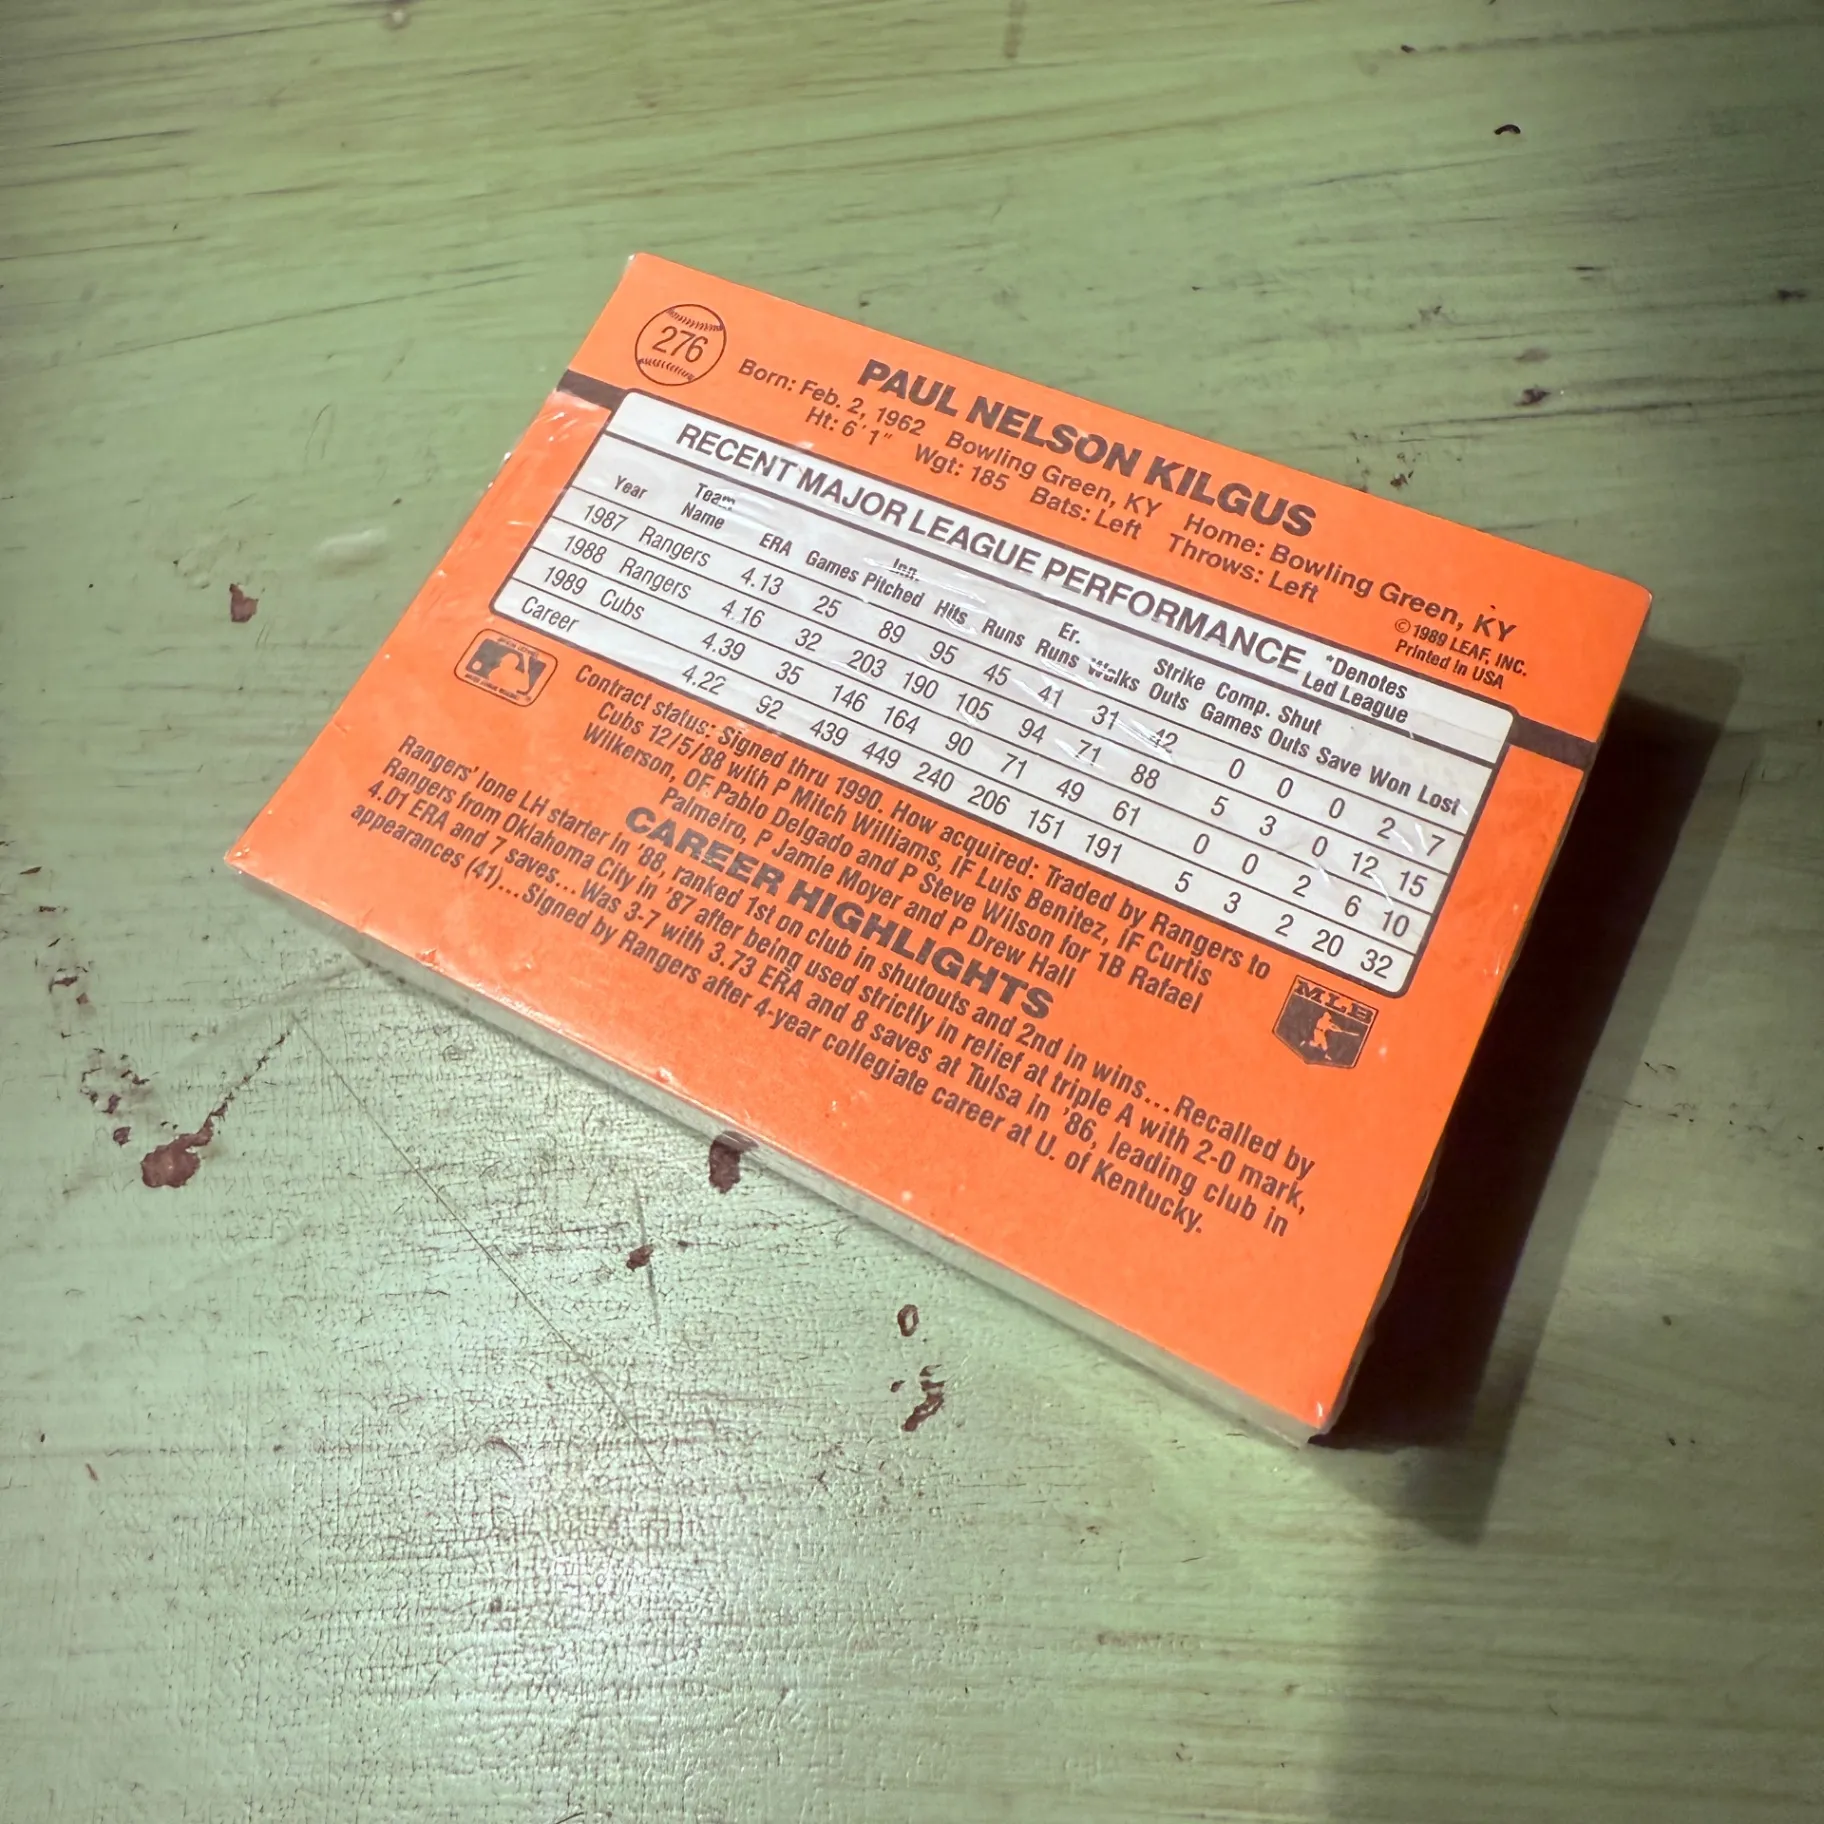 276
PAUL NELSON KILGUS
Born: Feb. 2, 1962 Bowling Green, KY Home: Bowling Green, KY
Ht: 6'1" Wgt: 185 Bats: Left Throws: Left
© 1989 LEAF, INC.
Printed in USA
RECENT MAJOR LEAGUE PERFORMANCE *Denotes Led League
Year Team Name ERA Games Inn. Pitched Hits Runs Er. Runs Walks Strike Outs Comp. Games Shut Outs Save Won Lost
1987 Rangers 4.13 25 89 95 45 41 31 42 0 0 0 2 7
1988 Rangers 4.16 32 203 190 105 94 71 88 5 3 0 12 15
1989 Cubs 4.39 35 146 164 90 71 49 61 0 0 2 6 10
Career 4.22 92 439 449 240 206 151 191 5 3 2 20 32
Contract status: Signed thru 1990. How acquired: Traded by Rangers to
Cubs 12/5/88 with P Mitch Williams, IF Luis Benitez, IF Curtis
Wilkerson, OF Pablo Delgado and P Steve Wilson for 1B Rafael
Palmeiro, P Jamie Moyer and P Drew Hall
MLB
CAREER HIGHLIGHTS
Rangers' lone LH starter in '88, ranked 1st on club in shutouts and 2nd in wins...Recalled by
Rangers from Oklahoma City in '87 after being used strictly in relief at triple A with 2-0 mark,
4.01 ERA and 7 saves...Was 3-7 with 3.73 ERA and 8 saves at Tulsa in '86, leading club in
appearances (41)...Signed by Rangers after 4-year collegiate career at U. of Kentucky.